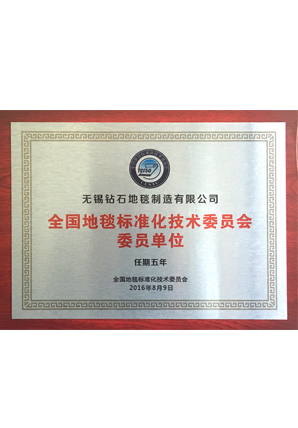 无锡钻石地毯制造有限公司
全国地毯标准化技术委员会
委员单位
任期五年
全国地毯标准化技术委员会
2016年8月9日